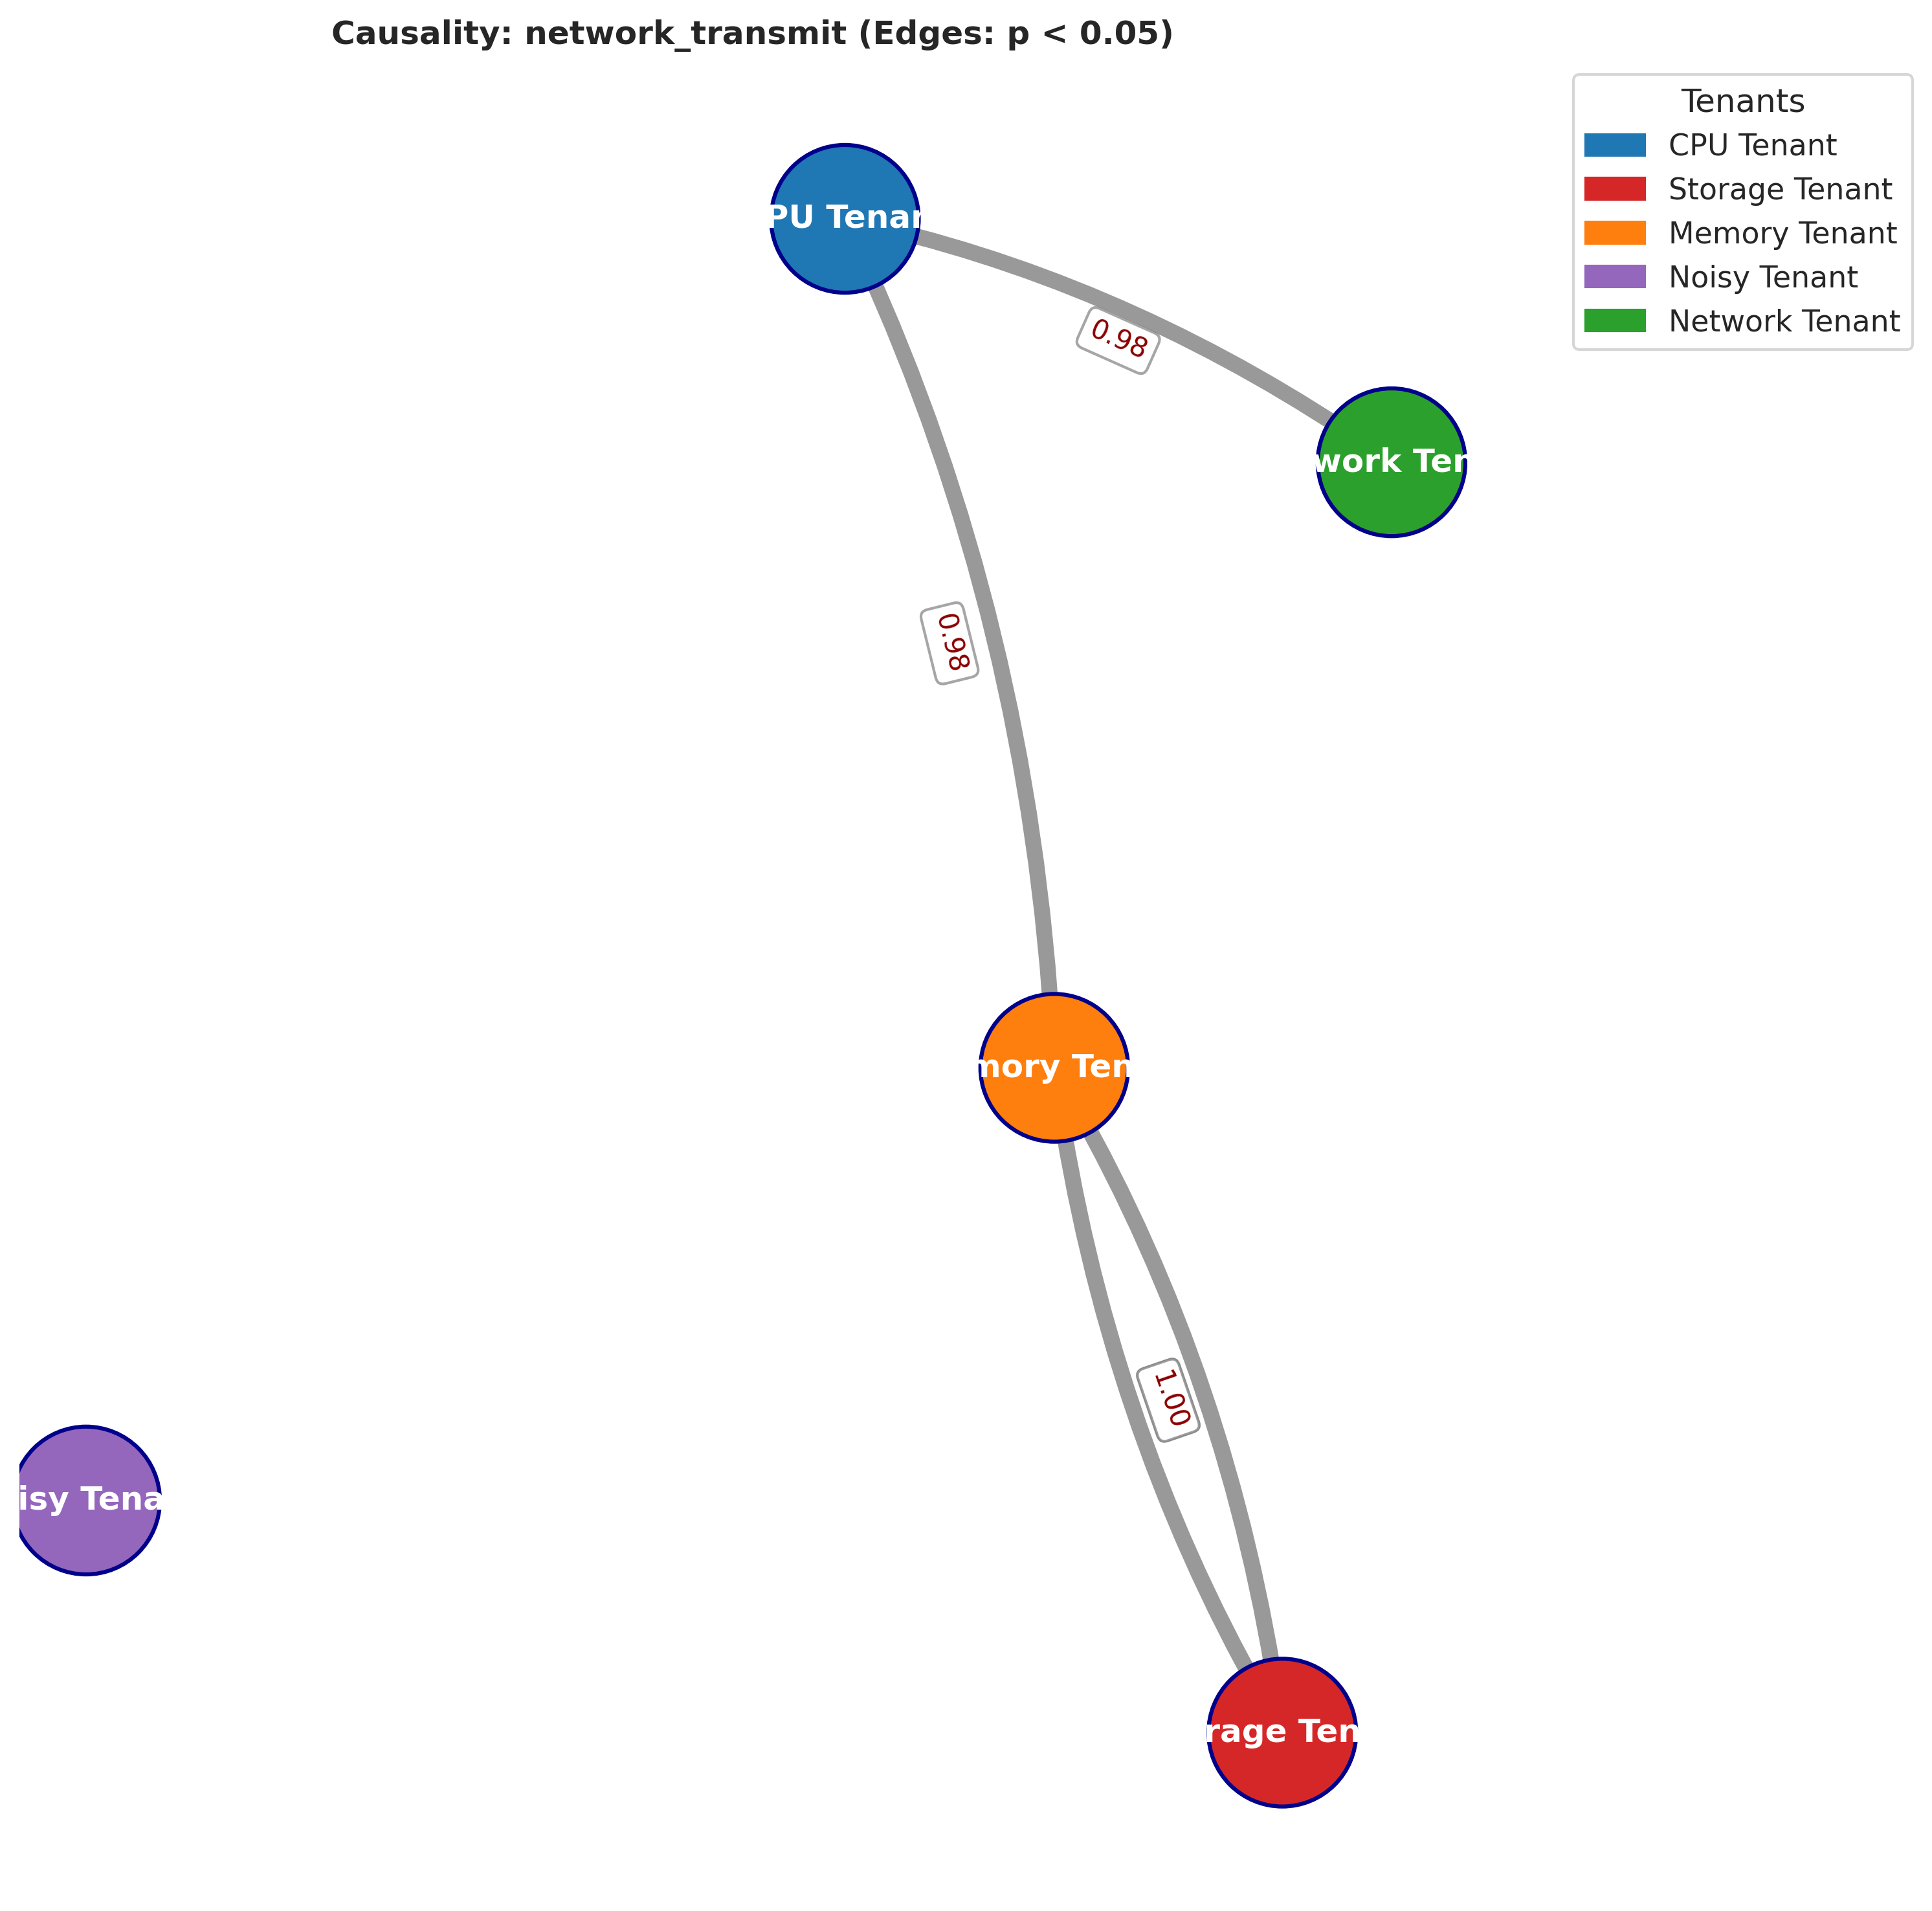 Causality: network_transmit (Edges: p < 0.05)
Tenants
CPU Tenant
Storage Tenant
Memory Tenant
Noisy Tenant
Network Tenant
PU Tenan
0.98
work Ten
0.98
mory Ten
1.00
isy Tena
rage Ten